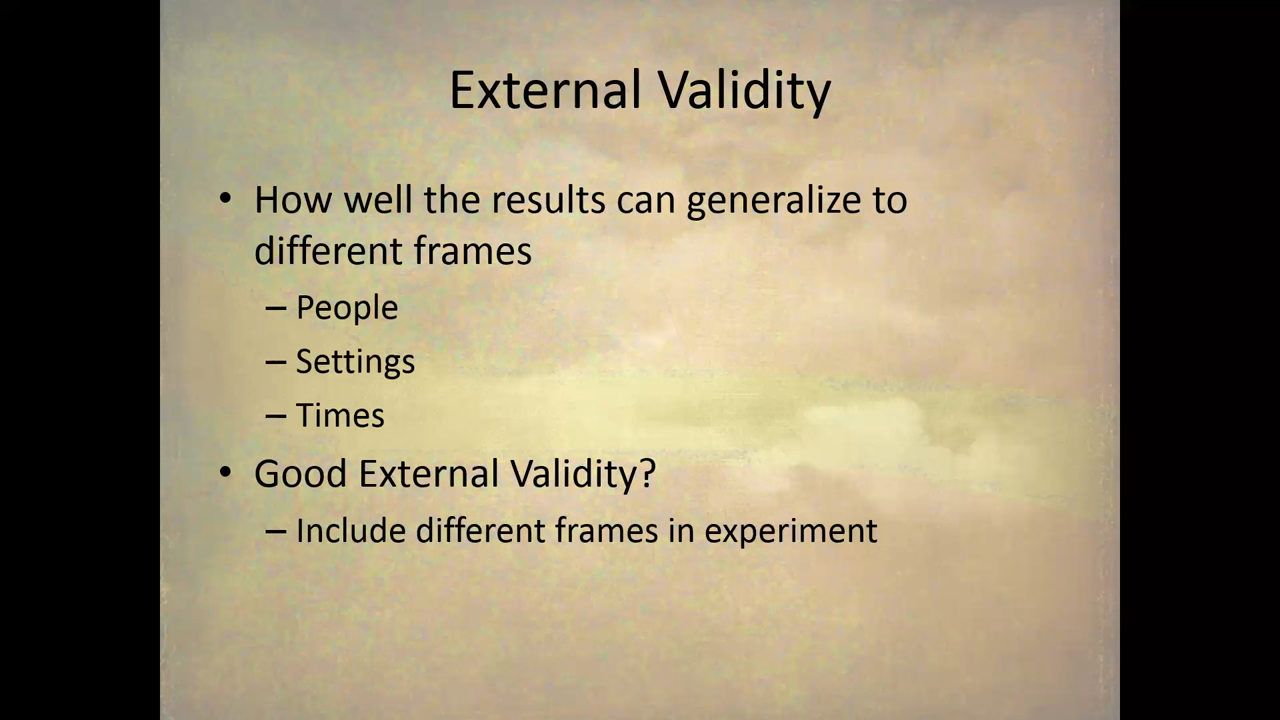 External Validity
• How well the results can generalize to
different frames
– People
– Settings
– Times
• Good External Validity?
– Include different frames in experiment